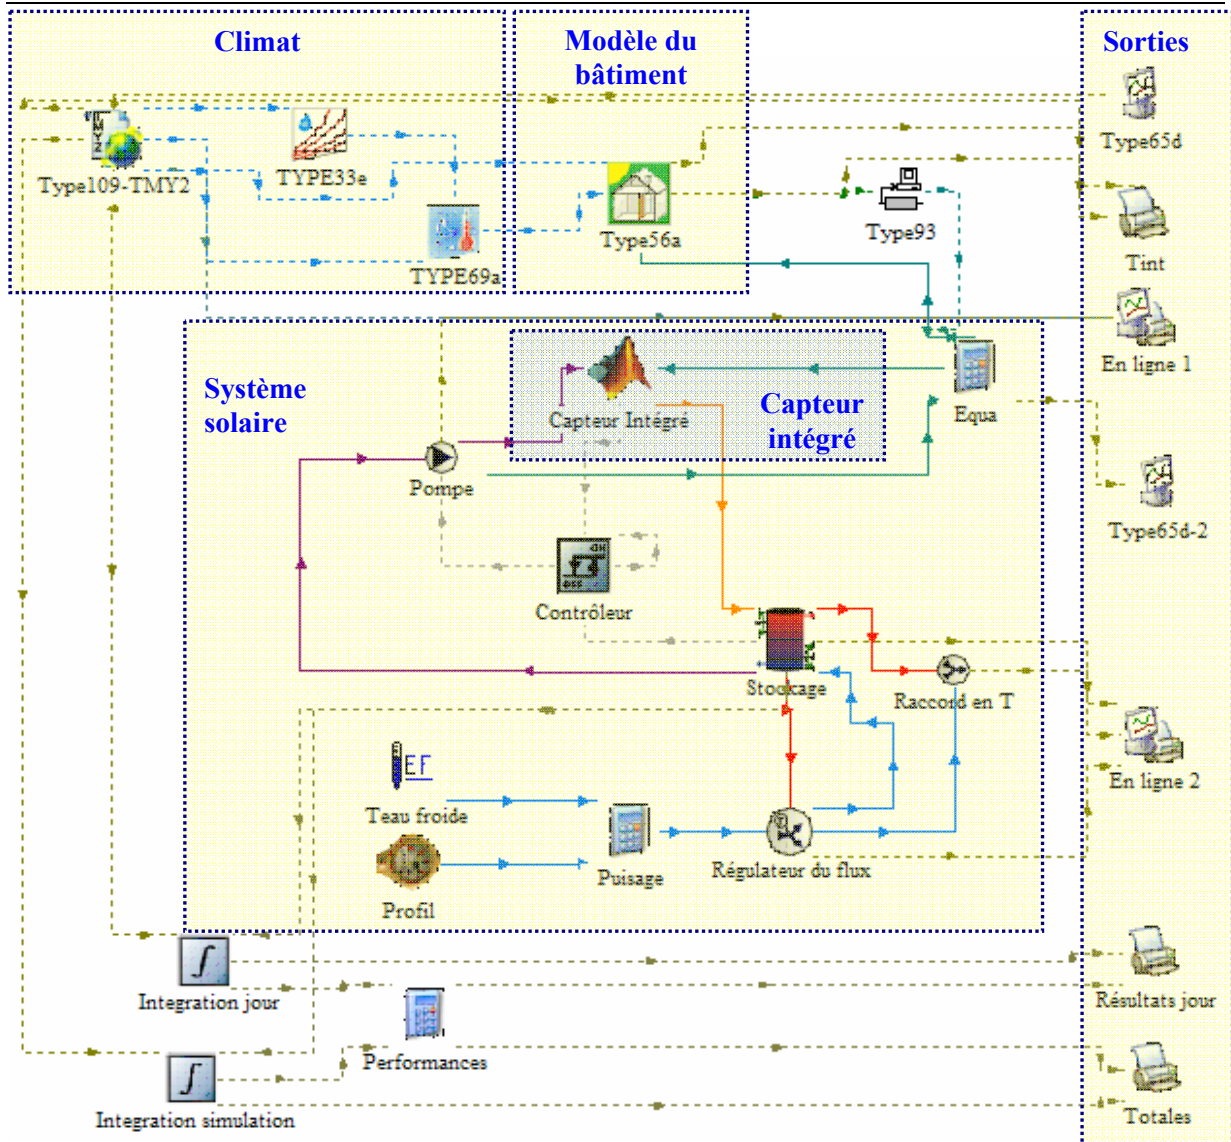 Climat
Modèle du
bâtiment
Sorties
Type65d
Type109-TMY2
TYPE33e
Type56a
Type93
Tint
TYPE69a
En ligne 1
Système
solaire
Capteur Intégré
Capteur
intégré
Equa
Pompe
Type65d-2
Contrôleur
Stockage
Raccord en T
EF
En ligne 2
Teau froide
Puisage
Régulateur du flux
Profil
Integration jour
Résultats jour
Performances
Integration simulation
Totales